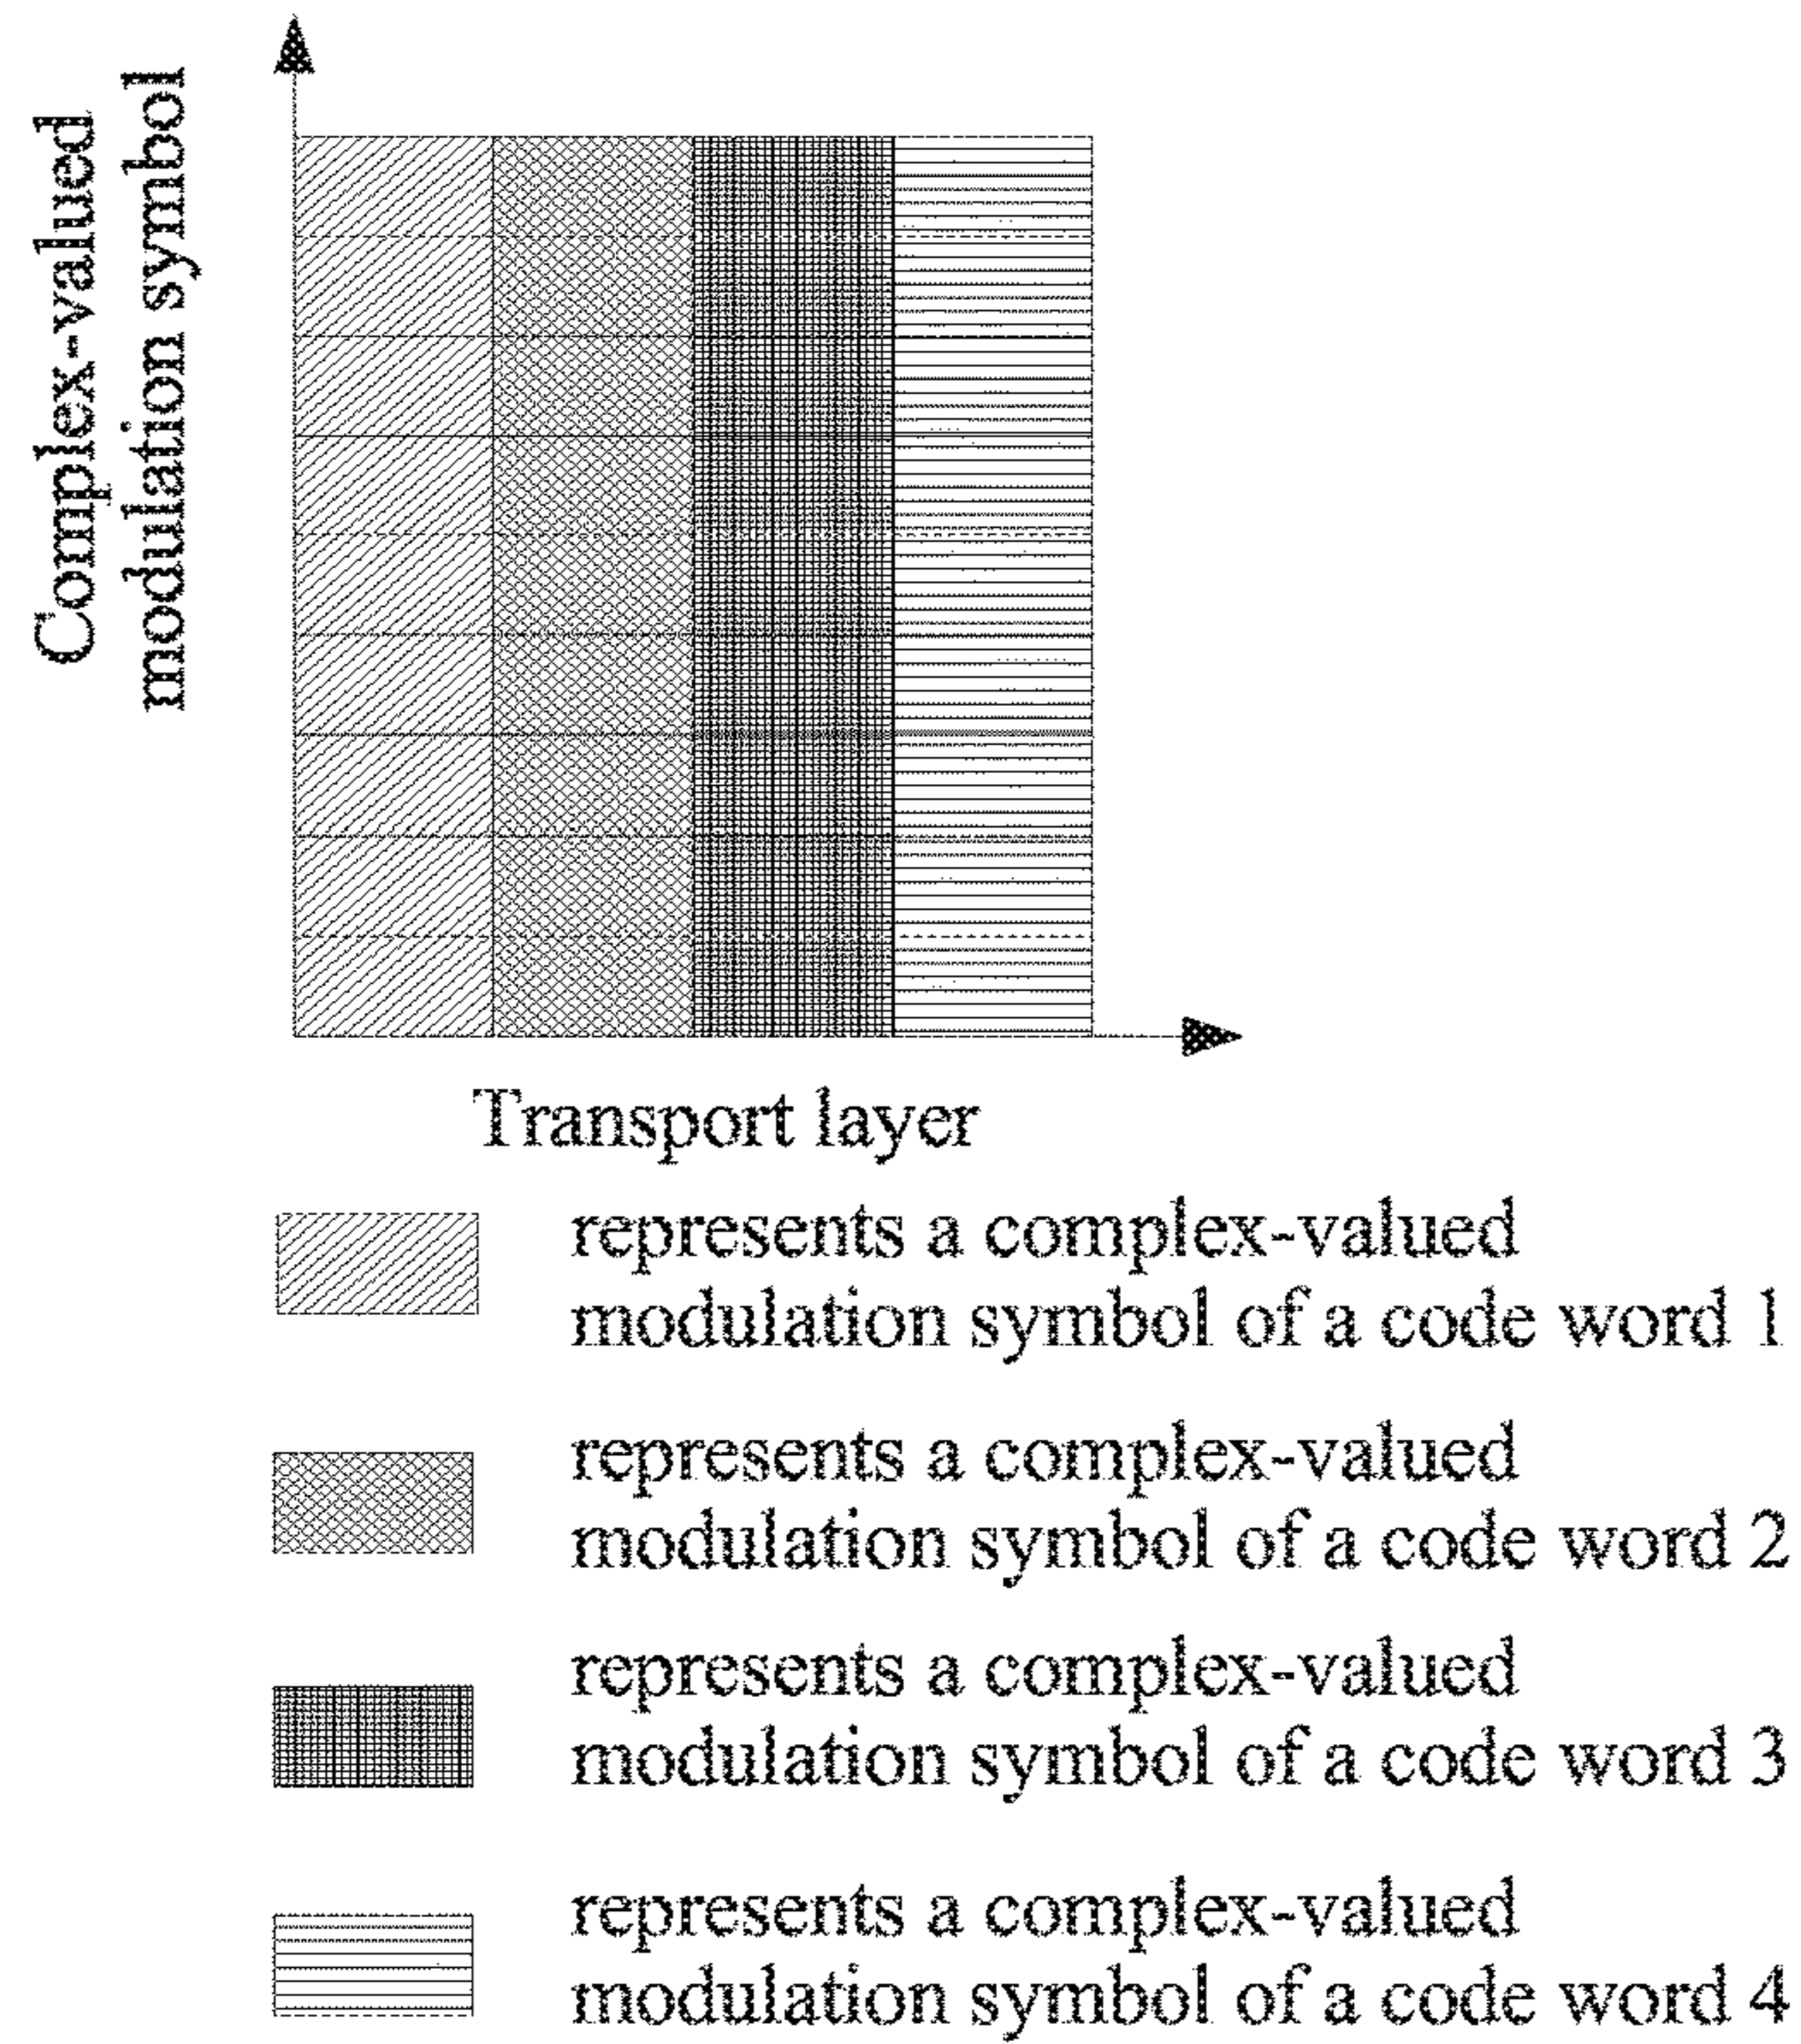 Complex-valued
modulation symbol
Transport layer
represents a complex-valued
modulation symbol of a code word 1
represents a complex-valued
modulation symbol of a code word 2
represents a complex-valued
modulation symbol of a code word 3
represents a complex-valued
modulation symbol of a code word 4